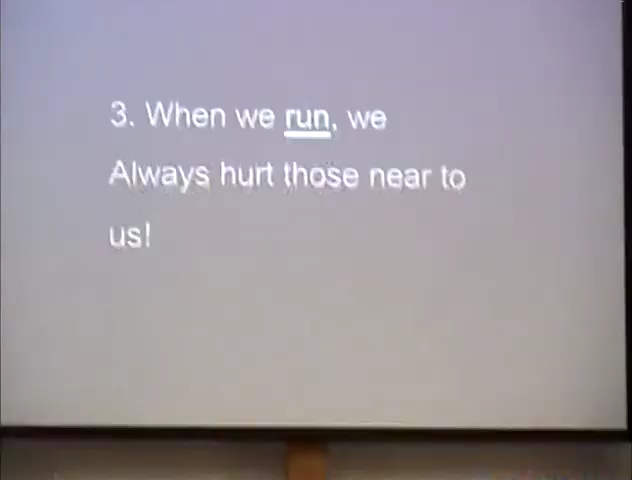 3. When we run, we
Always hurt those near to
us!